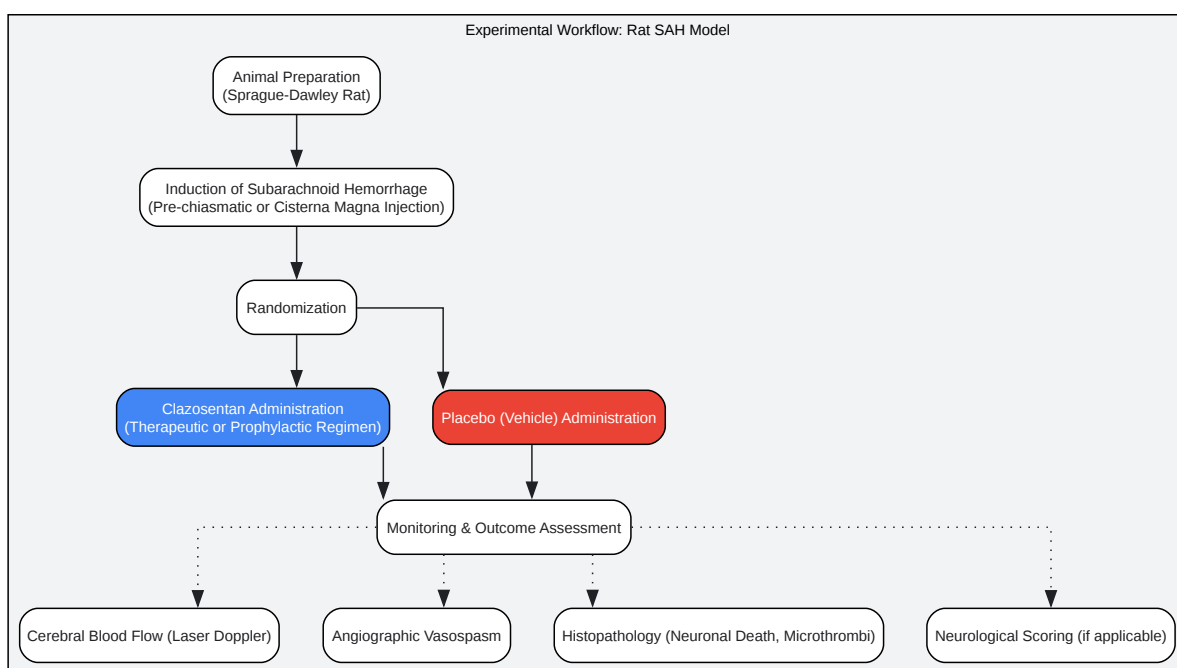 Experimental Workflow: Rat SAH Model
Animal Preparation
(Sprague-Dawley Rat)
Induction of Subarachnoid Hemorrhage
(Pre-chiasmatic or Cisterna Magna Injection)
Randomization
Clazosentan Administration
(Therapeutic or Prophylactic Regimen)
Placebo (Vehicle) Administration
Monitoring & Outcome Assessment
Cerebral Blood Flow (Laser Doppler)
Angiographic Vasospasm
Histopathology (Neuronal Death, Microthrombi)
Neurological Scoring (if applicable)